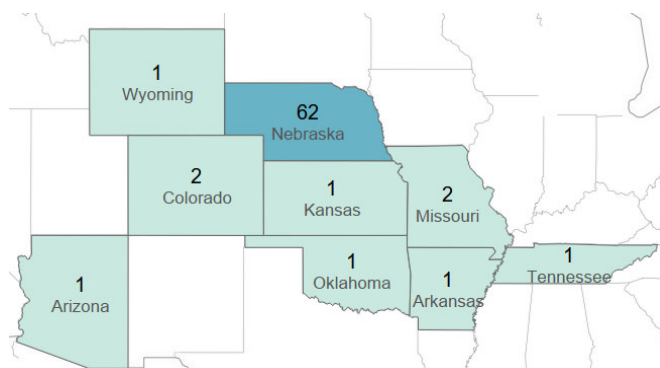 1
Wyoming
62
Nebraska
2
Colorado
1
Kansas
2
Missouri
1
Arizona
1
Oklahoma
1
Arkansas
1
Tennessee